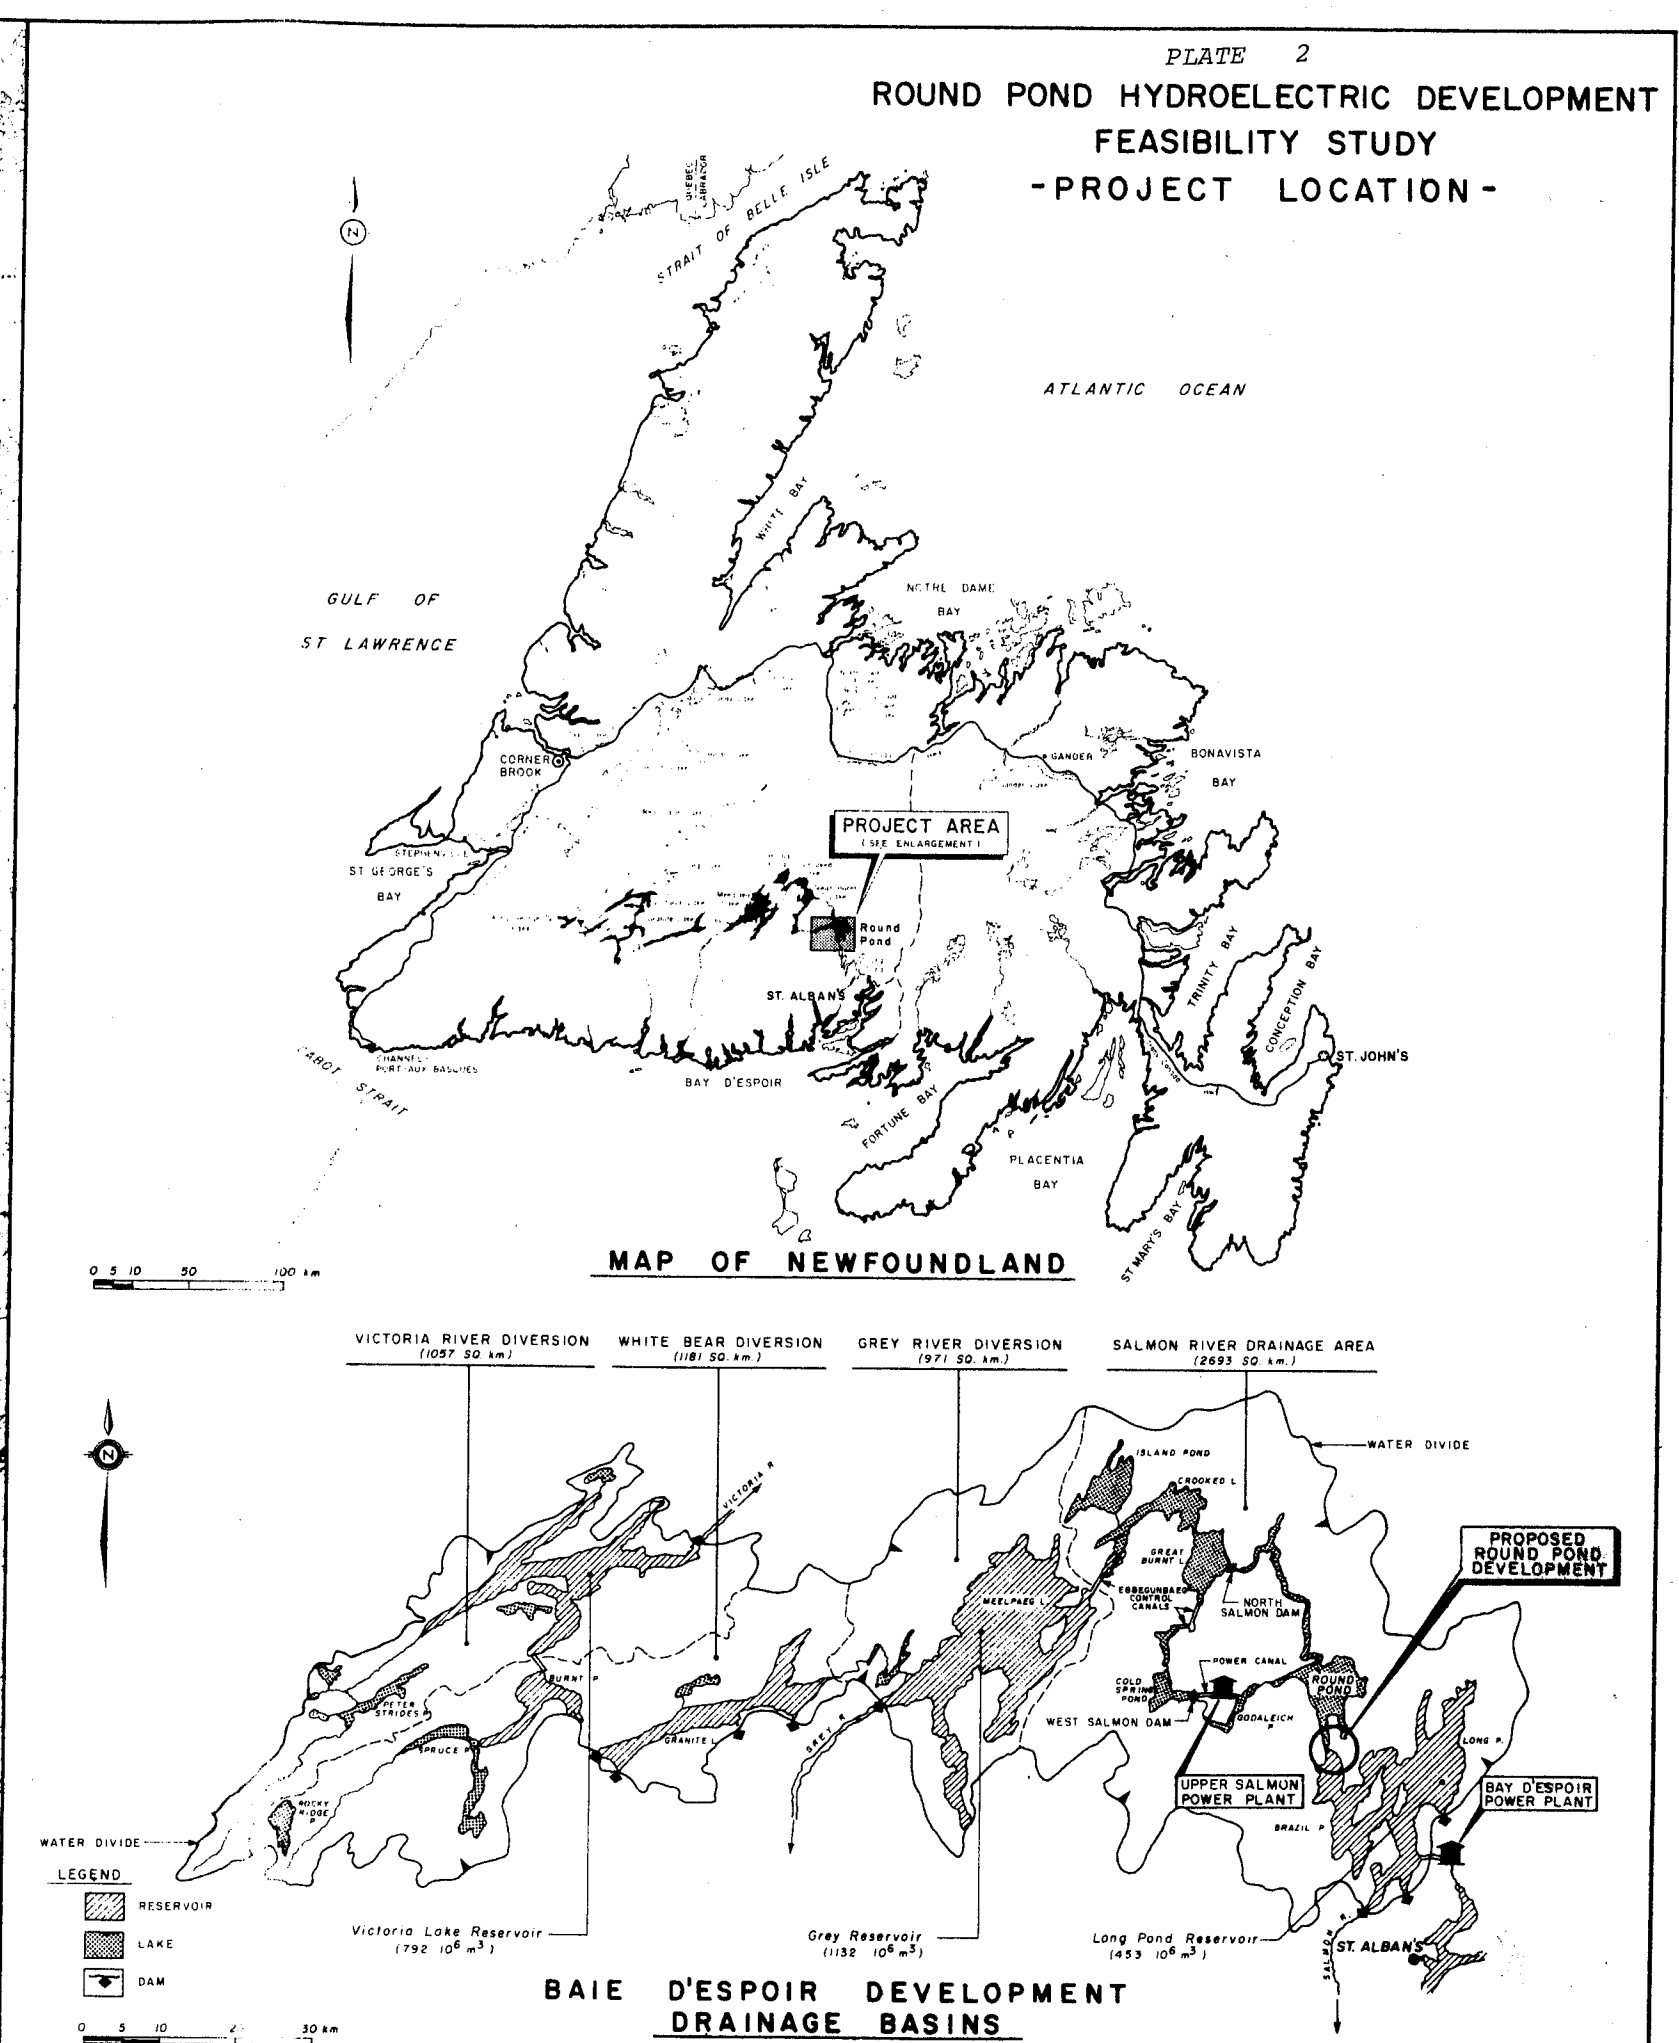 PLATE 2
ROUND POND HYDROELECTRIC DEVELOPMENT
FEASIBILITY STUDY
-PROJECT LOCATION-
QUEBEC
LABRADOR
STRAIT OF BELLE ISLE
N
ATLANTIC OCEAN
WHITE BAY
GULF OF
ST LAWRENCE
NOTRE DAME
BAY
CORNER
BROOK
GANDER
BONAVISTA
BAY
PROJECT AREA
(SEE ENLARGEMENT)
STEPHENVILLE
ST GEORGE'S
BAY
Round
Pond
ST. ALBAN'S
TRINITY BAY
CONCEPTION BAY
ST. JOHN'S
CABOT STRAIT
CHANNEL-
PORT-AUX BASQUES
BAY D'ESPOIR
FORTUNE BAY
PLACENTIA
BAY
ST MARY'S BAY
MAP OF NEWFOUNDLAND
0 5 10 50 100 km
VICTORIA RIVER DIVERSION
(1057 SQ. km)
WHITE BEAR DIVERSION
(1181 SQ. km.)
GREY RIVER DIVERSION
(971 SQ. km.)
SALMON RIVER DRAINAGE AREA
(2693 SQ. km.)
N
WATER DIVIDE
ISLAND POND
CROOKED L
VICTORIA R
GREAT
BURNT L
PROPOSED
ROUND POND
DEVELOPMENT
EBBEGUNBAEG
CONTROL
CANALS
MEELPAEG L
NORTH
SALMON DAM
POWER CANAL
COLD
SPRING
POND
ROUND
POND
BURNT P
PETER
STRIDES P
WEST SALMON DAM
GODALEICH
P
GREY R
GRANITE L
SPRUCE P
LONG P.
UPPER SALMON
POWER PLANT
BAY D'ESPOIR
POWER PLANT
ROCKY
RIDGE
P
BRAZIL P
WATER DIVIDE
LEGEND
RESERVOIR
LAKE
DAM
Victoria Lake Reservoir
(792 10⁶ m³)
Grey Reservoir
(1132 10⁶ m³)
Long Pond Reservoir
(453 10⁶ m³)
SALMON R.
ST. ALBAN'S
BAIE D'ESPOIR DEVELOPMENT
DRAINAGE BASINS
0 5 10 30 km